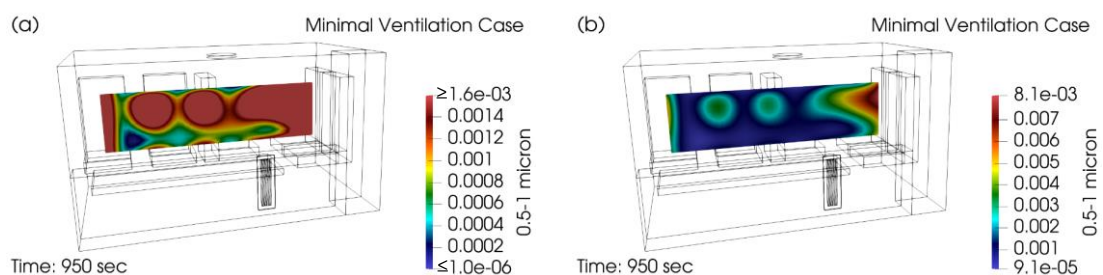 (a)
Minimal Ventilation Case
≥1.6e-03
0.0014
0.0012
0.001
0.0008
0.0006
0.0004
0.0002
≤1.0e-06
0.5-1 micron
Time: 950 sec
(b)
Minimal Ventilation Case
8.1e-03
0.007
0.006
0.005
0.004
0.003
0.002
0.001
9.1e-05
0.5-1 micron
Time: 950 sec